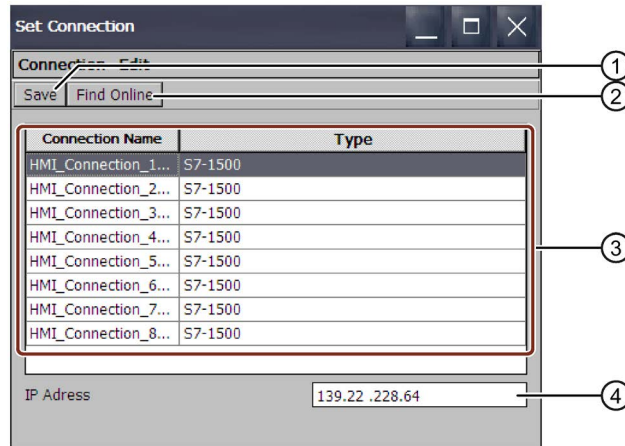 Set Connection
Connection Edit
Save Find Online
1
2
Connection Name Type
HMI_Connection_1... S7-1500
HMI_Connection_2... S7-1500
HMI_Connection_3... S7-1500
HMI_Connection_4... S7-1500
HMI_Connection_5... S7-1500
HMI_Connection_6... S7-1500
HMI_Connection_7... S7-1500
HMI_Connection_8... S7-1500
3
IP Adress 139.22 .228.64
4